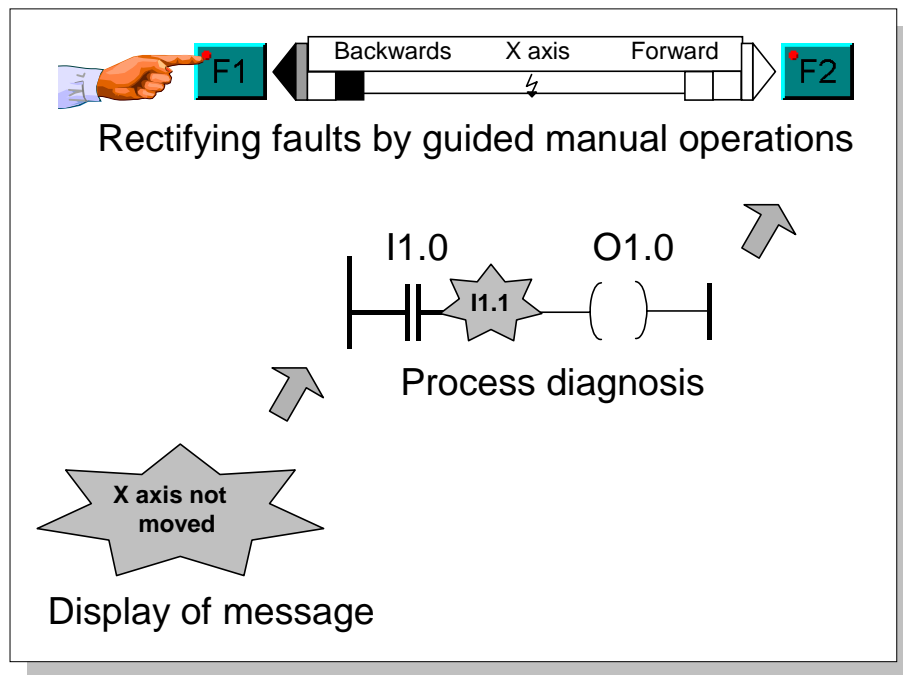 Backwards X axis Forward
F1 F2
Rectifying faults by guided manual operations
I1.0 O1.0
I1.1
Process diagnosis
X axis not
moved
Display of message